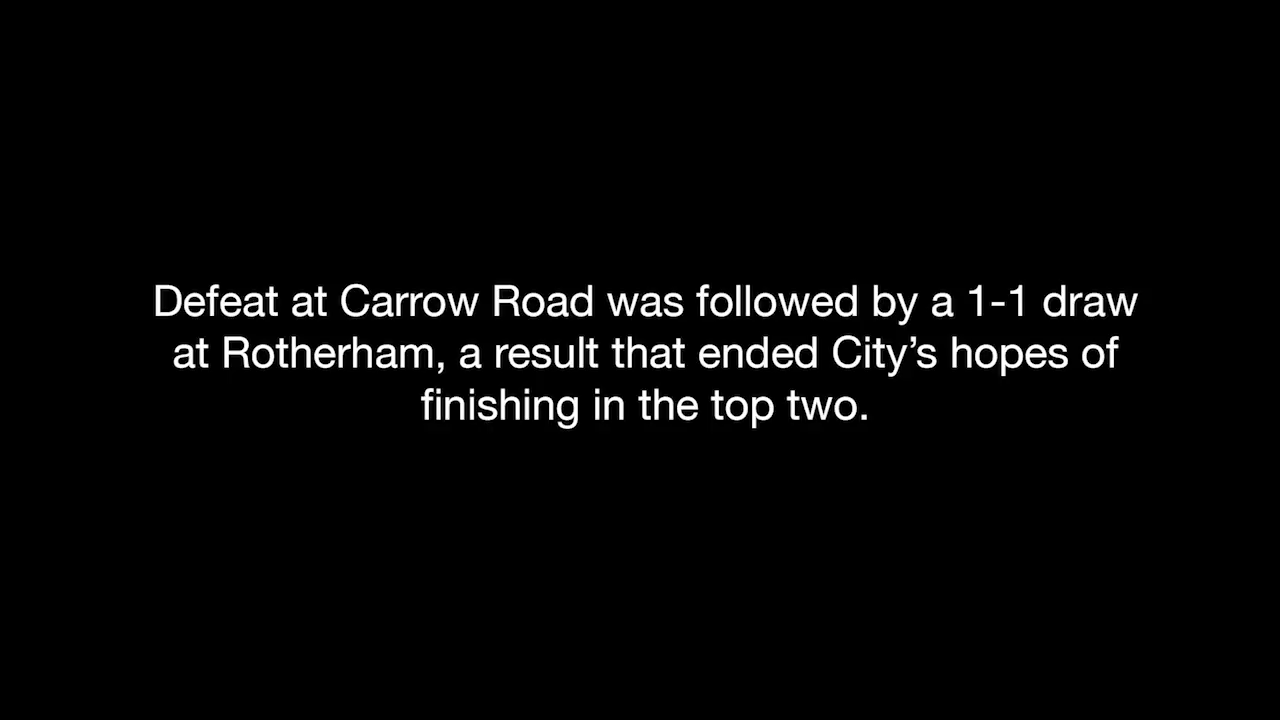 Defeat at Carrow Road was followed by a 1-1 draw
at Rotherham, a result that ended City’s hopes of
finishing in the top two.